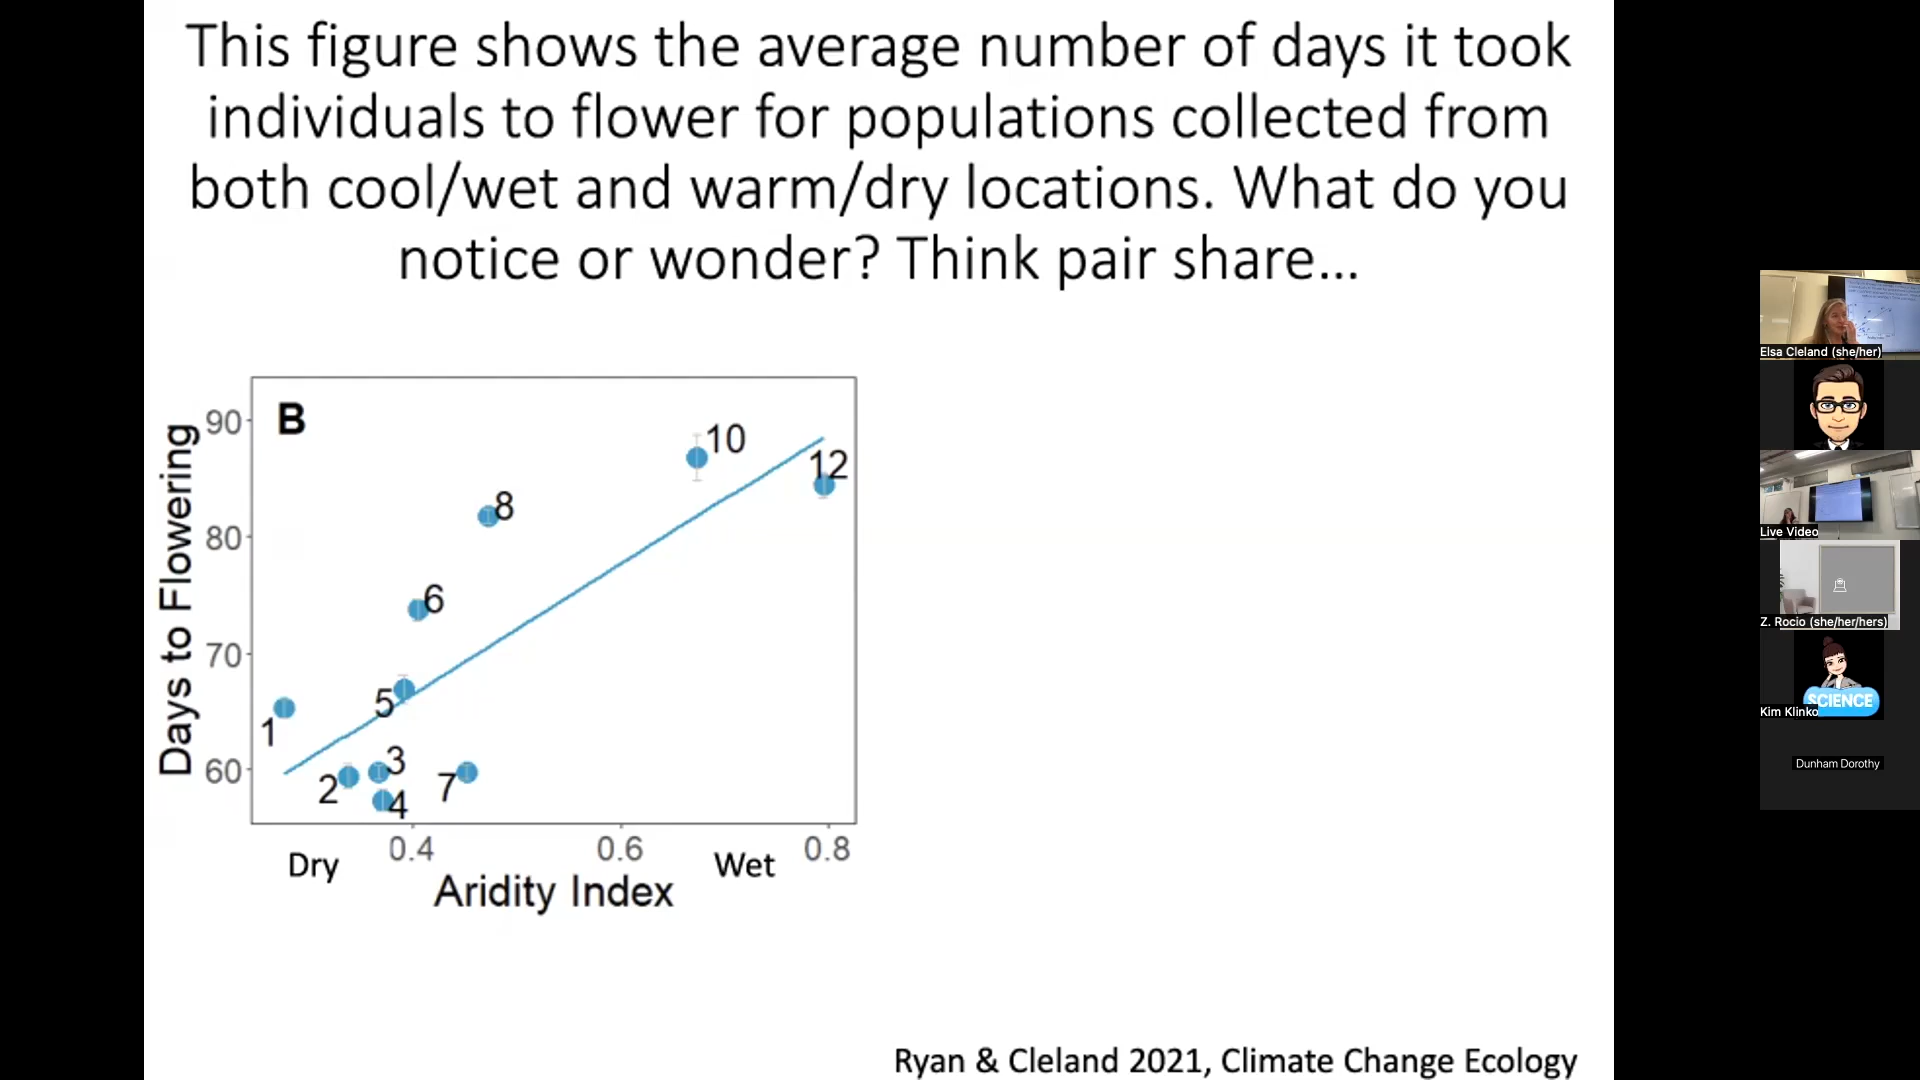 This figure shows the average number of days it took
individuals to flower for populations collected from
both cool/wet and warm/dry locations. What do you
notice or wonder? Think pair share...
B
90
80
70
60
Days to Flowering
10
12
8
6
5
1
3
2
7
4
0.4
0.6
0.8
Dry
Wet
Aridity Index
Ryan & Cleland 2021, Climate Change Ecology
Elsa Cleland (she/her)
Live Video
Z. Rocio (she/her/hers)
SCIENCE
Kim Klinko
Dunham Dorothy